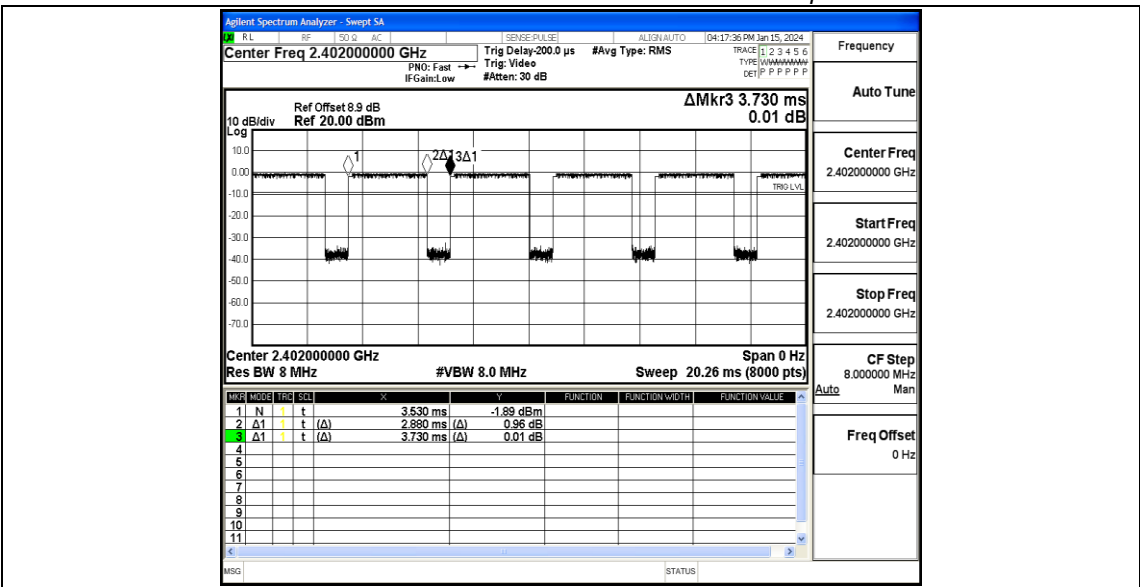 Agilent Spectrum Analyzer - Swept SA
RL RF 50 Ω AC SENSE:PULSE ALIGNAUTO 04:17:36 PM Jan 15, 2024
Center Freq 2.402000000 GHz
PNO: Fast
IFGain:Low
Trig Delay-200.0 µs
Trig: Video
#Atten: 30 dB
#Avg Type: RMS
TRACE 1 2 3 4 5 6
TYPE
DET P P P P P P
Ref Offset 8.9 dB
10 dB/div Ref 20.00 dBm
Log
ΔMkr3 3.730 ms
0.01 dB
10.0
0.00
-10.0
-20.0
-30.0
-40.0
-50.0
-60.0
-70.0
1 2Δ1 3Δ1
TRIG LVL
Center 2.402000000 GHz Span 0 Hz
Res BW 8 MHz #VBW 8.0 MHz Sweep 20.26 ms (8000 pts)
MKR MODE TRC SCL X Y FUNCTION FUNCTION WIDTH FUNCTION VALUE
1 N 1 t 3.530 ms -1.89 dBm
2 Δ1 1 t (Δ) 2.880 ms (Δ) 0.96 dB
3 Δ1 1 t (Δ) 3.730 ms (Δ) 0.01 dB
4
5
6
7
8
9
10
11
MSG STATUS
Frequency
Auto Tune
Center Freq
2.402000000 GHz
Start Freq
2.402000000 GHz
Stop Freq
2.402000000 GHz
CF Step
8.000000 MHz
Auto Man
Freq Offset
0 Hz